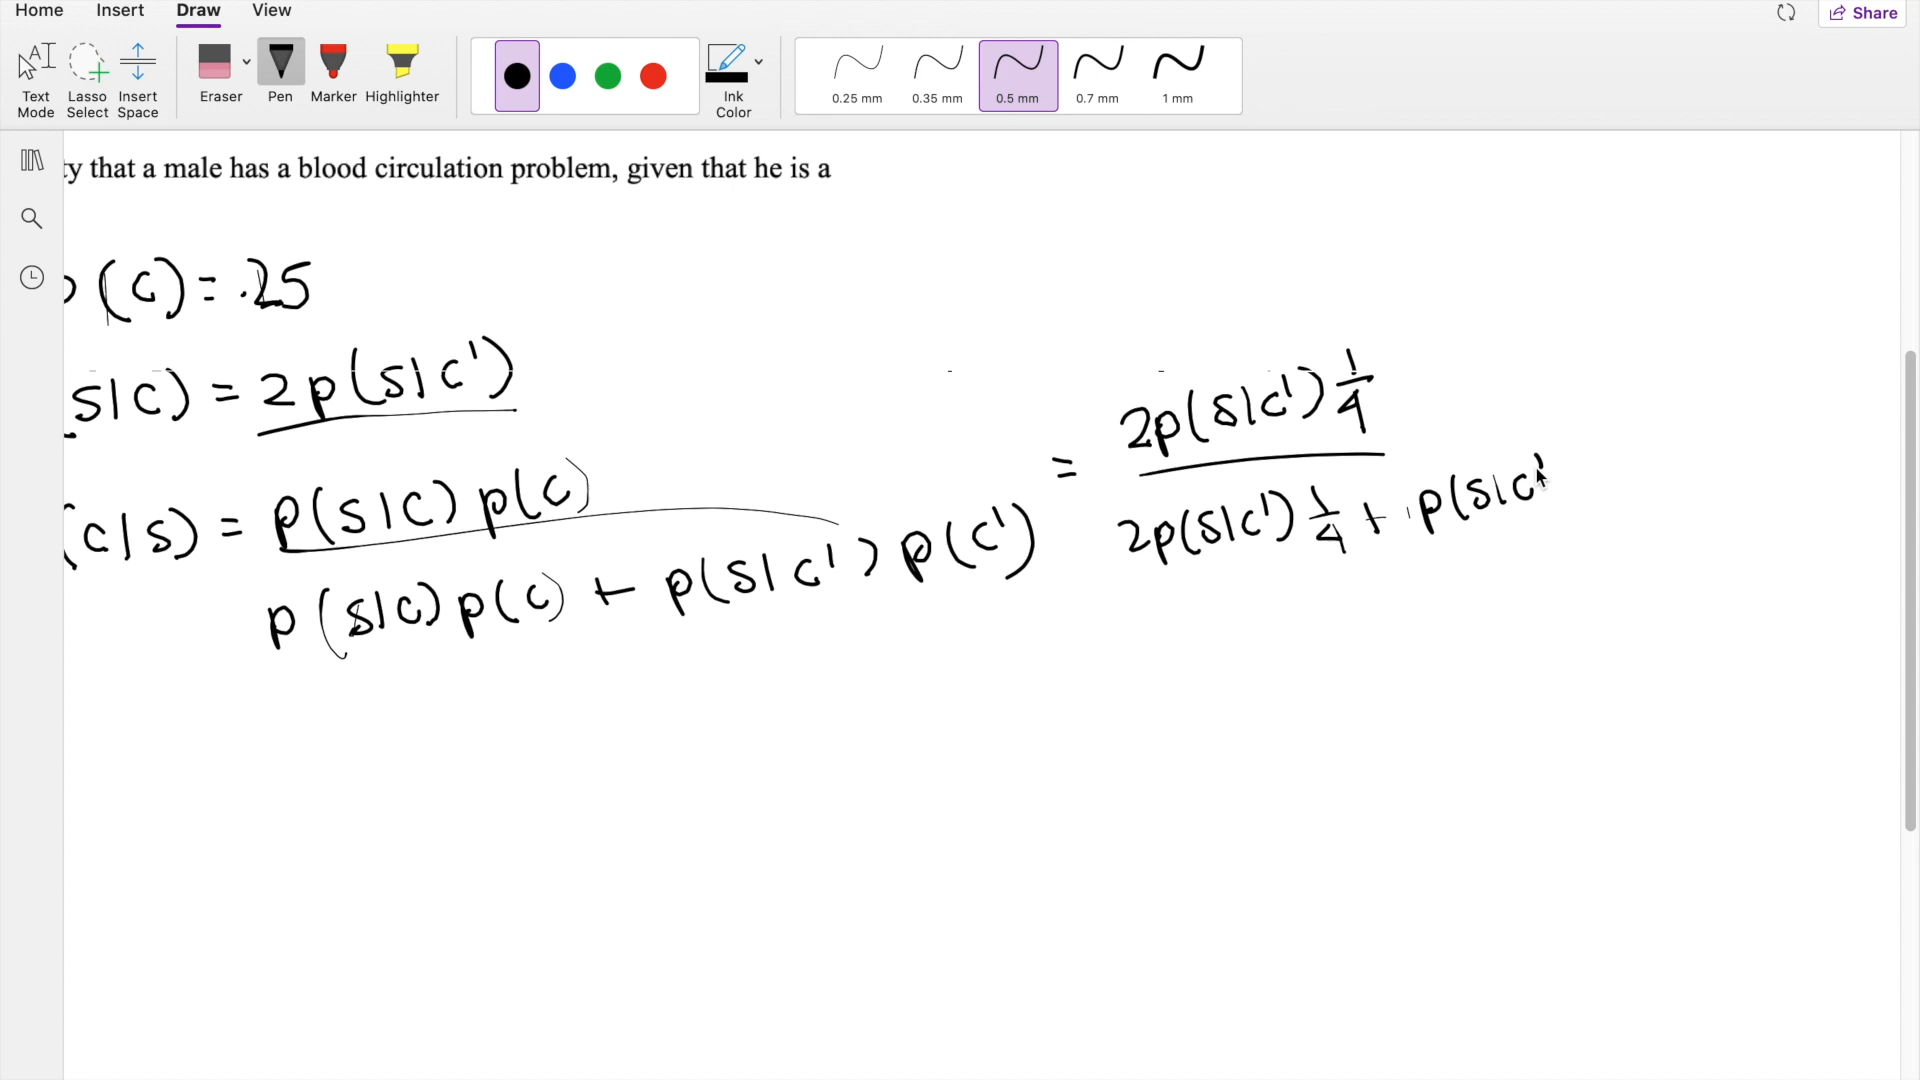 Home Insert Draw View Share
Text Mode
Lasso Select
Insert Space
Eraser
Pen
Marker
Highlighter
Ink Color
0.25 mm
0.35 mm
0.5 mm
0.7 mm
1 mm
ty that a male has a blood circulation problem, given that he is a
p(c) = .25
(s|c) = 2p(s|c')
(c|s) = p(s|c) p(c)
p(s|c) p(c) + p(s|c') p(c')
= 2p(s|c') 1/4
2p(s|c') 1/4 + p(s|c'